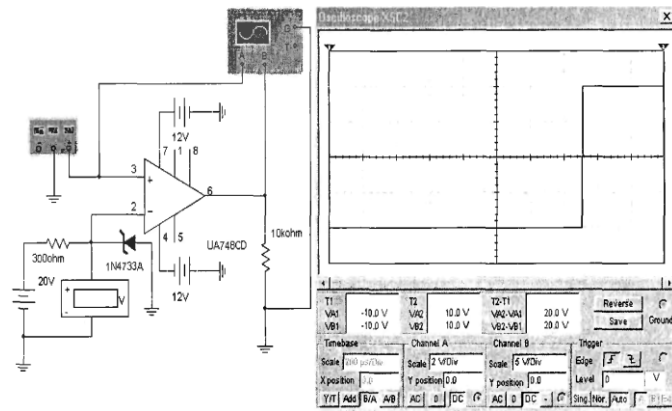 Oscilloscope XSC2
X
A B
12V
7 1 8
3
+
6
2
−
4 5
UA748CD
300ohm
1N4733A
10kohm
20V
+
V
-
12V
T1 T2 T2-T1
VA1 -10.0 V VA2 10.0 V VA2-VA1 20.0 V
VB1 -10.0 V VB2 10.0 V VB2-VB1 20.0 V
Reverse
Save
Ground
Timebase Channel A Channel B Trigger
Scale Scale 2 V/Div Scale 5 V/Div Edge
X position 0.0 Y position 0.0 Y position 0.0 Level 0 V
Y/T Add B/A A/B AC 0 DC AC 0 DC - Sing. Nor. Auto